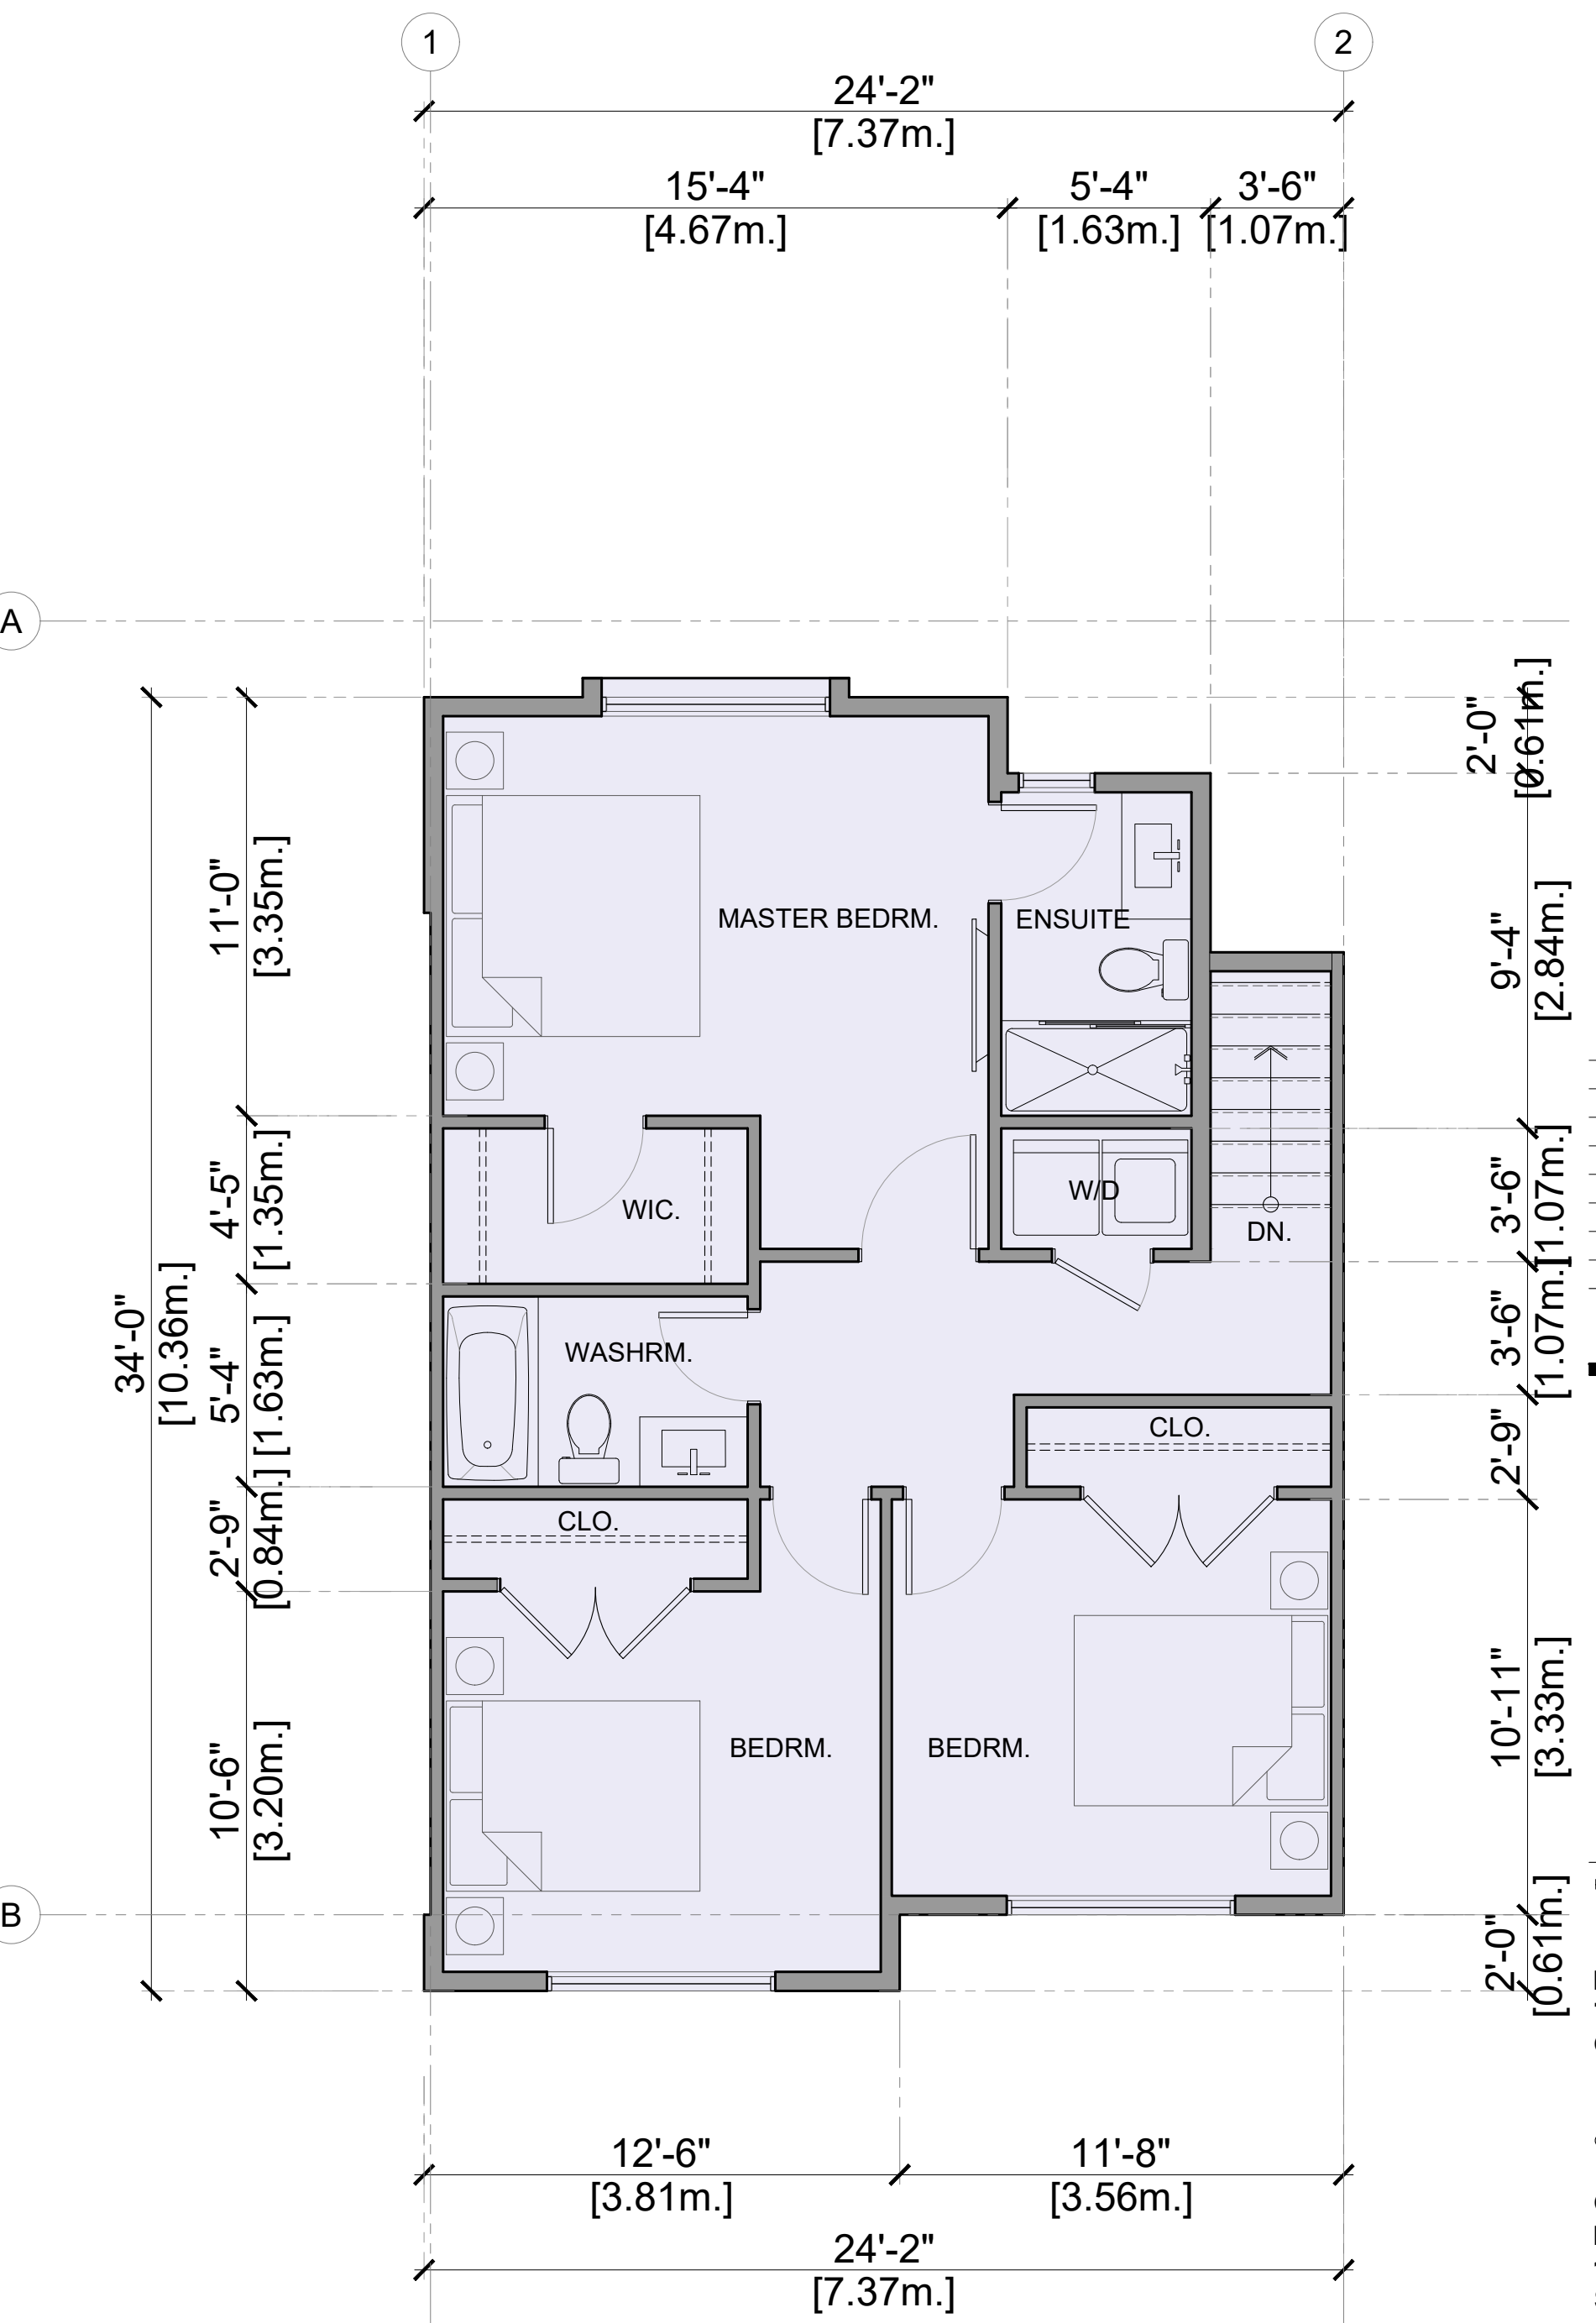 1
2
24'-2"
[7.37m.]
15'-4"
5'-4"
3'-6"
[4.67m.]
[1.63m.]
[1.07m.]
A
2'-0"
[0.61m.]
11'-0"
[3.35m.]
MASTER BEDRM.
ENSUITE
9'-4"
[2.84m.]
4'-5"
[1.35m.]
WIC.
W/D
DN.
3'-6"
[1.07m.]
34'-0"
[10.36m.]
5'-4"
[1.63m.]
WASHRM.
3'-6"
[1.07m.]
CLO.
2'-9"
2'-9"
[0.84m.]
CLO.
10'-6"
[3.20m.]
BEDRM.
BEDRM.
10'-11"
[3.33m.]
B
2'-0"
[0.61m.]
12'-6"
11'-8"
[3.81m.]
[3.56m.]
24'-2"
[7.37m.]